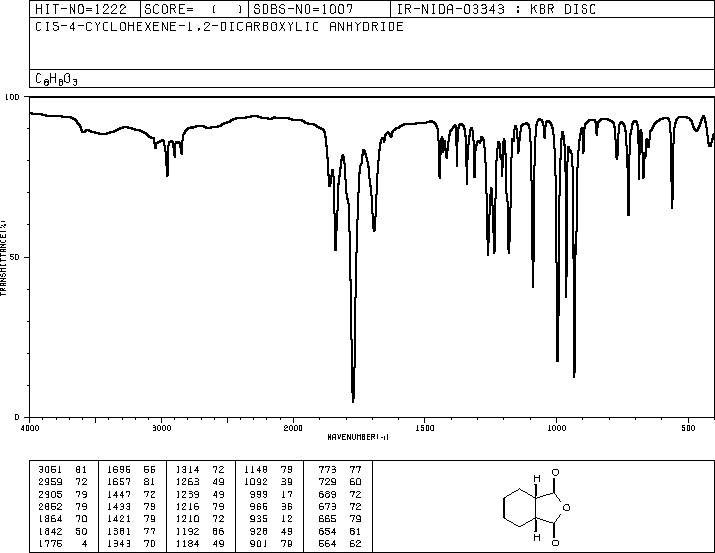 HIT-NO=1222 SCORE= ( ) SDBS-NO=1007 IR-NIDA-03343 : KBR DISC
CIS-4-CYCLOHEXENE-1,2-DICARBOXYLIC ANHYDRIDE
C8H8O3
100
50
0
TRANSMITTANCE(%)
4000 3000 2000 1500 1000 500
WAVENUMBER(-1)
3061 81 1696 56 1314 72 1148 79 773 77
2959 72 1657 81 1263 49 1092 39 729 60
2905 79 1447 72 1239 49 999 17 689 72
2852 79 1433 79 1216 79 966 36 673 72
1864 70 1421 79 1210 72 935 12 665 79
1842 50 1381 77 1192 86 928 49 654 81
1775 4 1343 70 1184 49 901 79 564 62
O
H
O
H
O